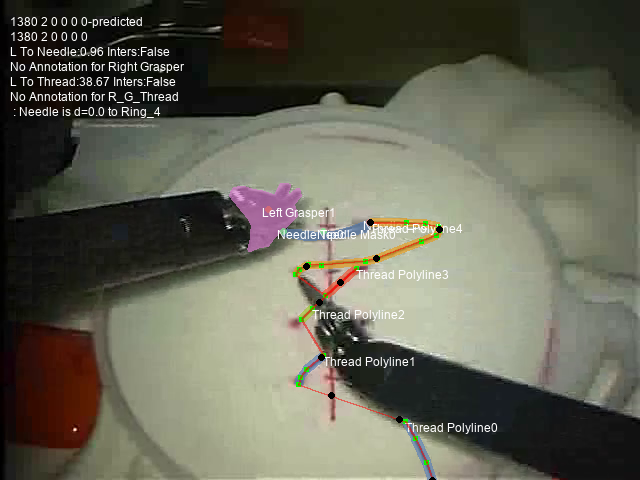 1380 2 0 0 0 0-predicted
1380 2 0 0 0 0
L To Needle:0.96 Inters:False
No Annotation for Right Grasper
L To Thread:38.67 Inters:False
No Annotation for R_G_Thread
: Needle is d=0.0 to Ring_4
Left Grasper1
Thread Polyline4
Needle Mask0
Thread Polyline3
Thread Polyline2
Thread Polyline1
Thread Polyline0